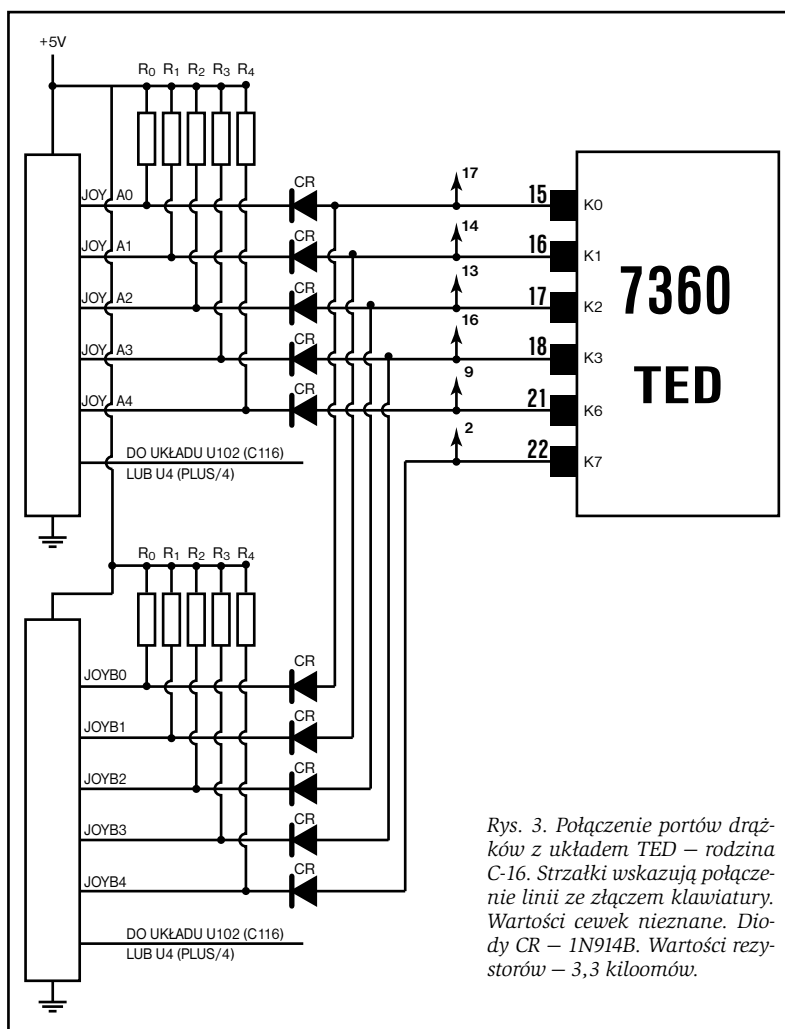 +5V
R0 R1 R2 R3 R4
JOY A0
CR
17
15
K0
JOY A1
CR
14
16
K1
JOY A2
CR
13
17
K2
JOY A3
CR
16
18
K3
JOY A4
CR
9
21
K6
2
22
K7
7360
TED
DO UKŁADU U102 (C116)
LUB U4 (PLUS/4)
R0 R1 R2 R3 R4
JOYB0
CR
JOYB1
CR
JOYB2
CR
JOYB3
CR
JOYB4
CR
DO UKŁADU U102 (C116)
LUB U4 (PLUS/4)
Rys. 3. Połączenie portów drąż-
ków z układem TED – rodzina
C-16. Strzałki wskazują połącze-
nie linii ze złączem klawiatury.
Wartości cewek nieznane. Dio-
dy CR – 1N914B. Wartości rezy-
storów – 3,3 kiloomów.